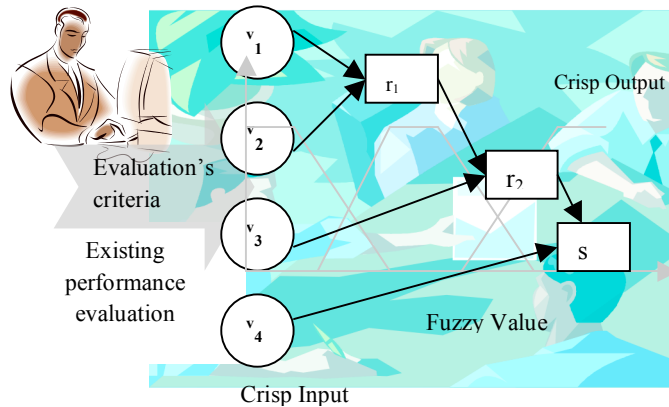 v1
r1
Crisp Output
v2
Evaluation's
criteria
r2
v3
Existing
performance
evaluation
s
v4
Fuzzy Value
Crisp Input